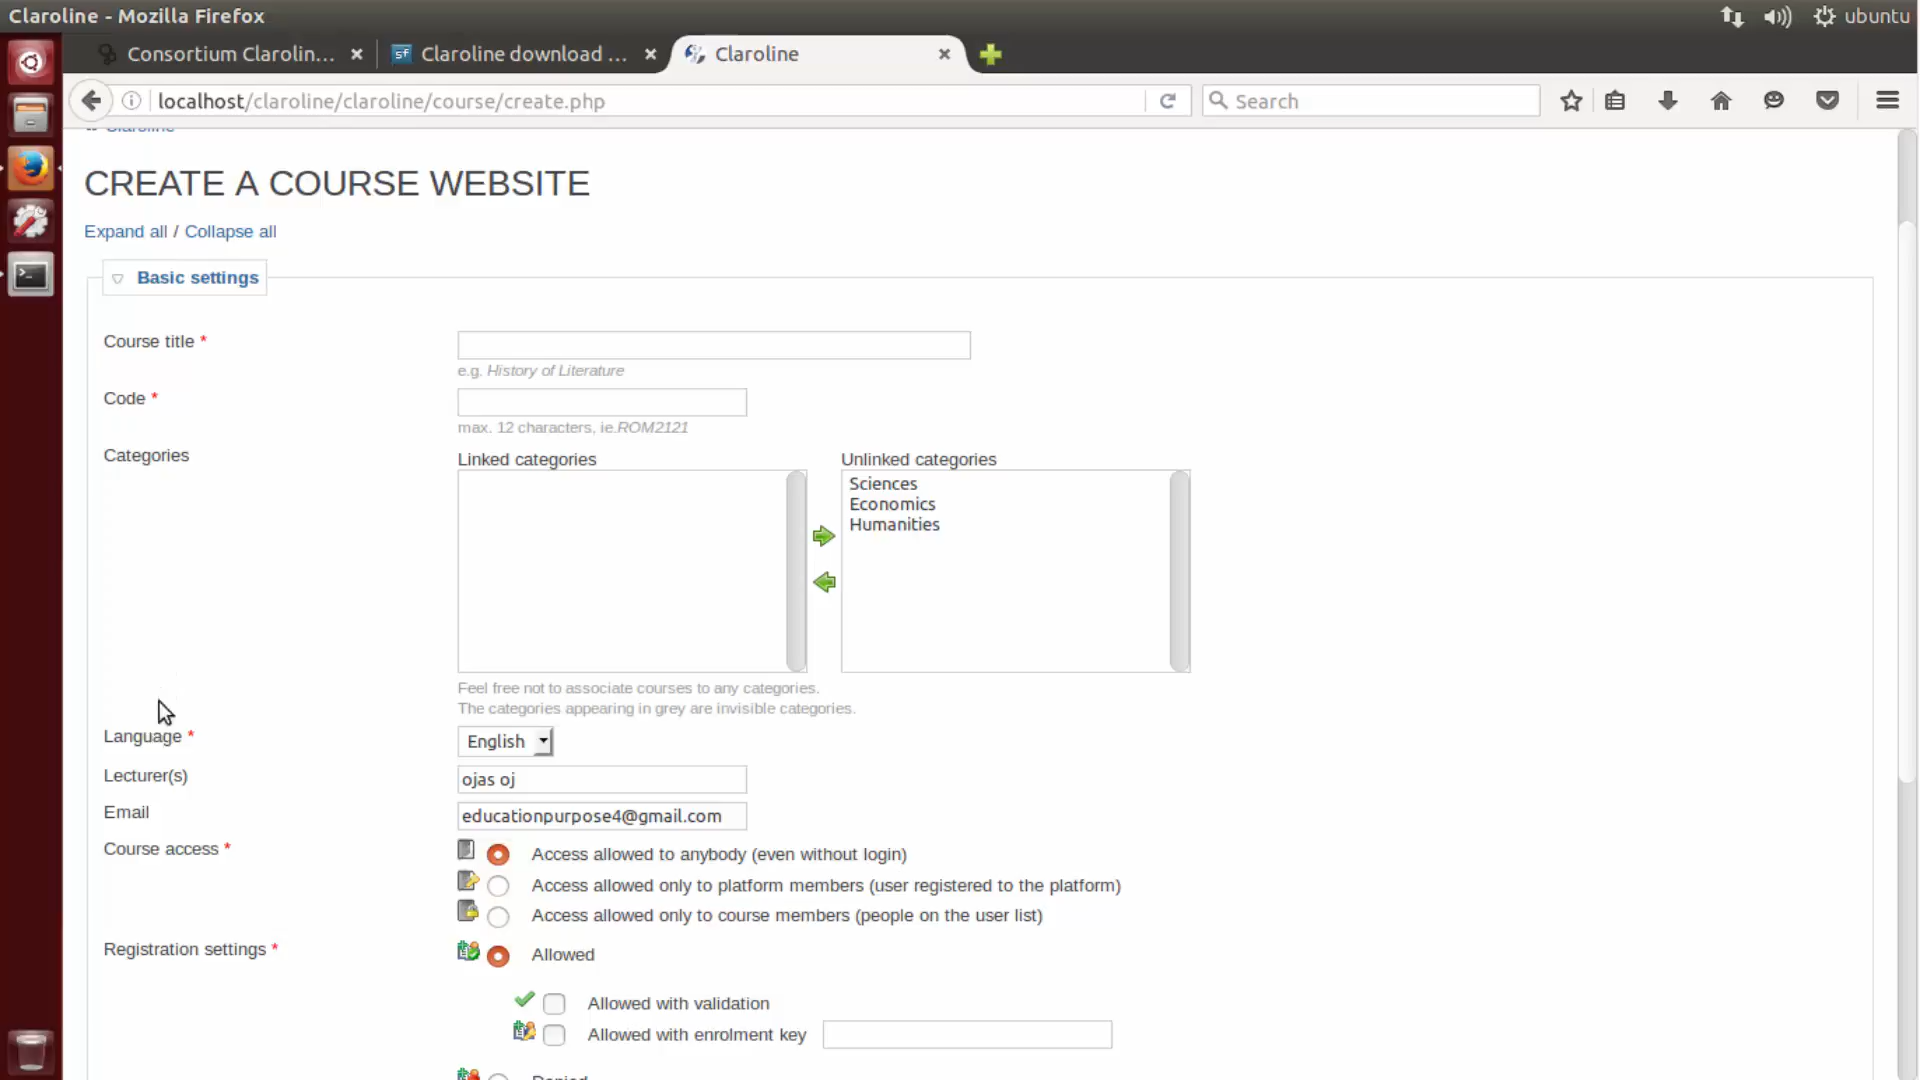 Claroline - Mozilla Firefox
ubuntu
Consortium Clarolin...
Claroline download ...
Claroline
localhost/claroline/claroline/course/create.php
Search
Claroline
CREATE A COURSE WEBSITE
Expand all / Collapse all
Basic settings
Course title *
e.g. History of Literature
Code *
max. 12 characters, ie.ROM2121
Categories
Linked categories
Unlinked categories
Sciences
Economics
Humanities
Feel free not to associate courses to any categories.
The categories appearing in grey are invisible categories.
Language *
English
Lecturer(s)
ojas oj
Email
educationpurpose4@gmail.com
Course access *
Access allowed to anybody (even without login)
Access allowed only to platform members (user registered to the platform)
Access allowed only to course members (people on the user list)
Registration settings *
Allowed
Allowed with validation
Allowed with enrolment key
Denied